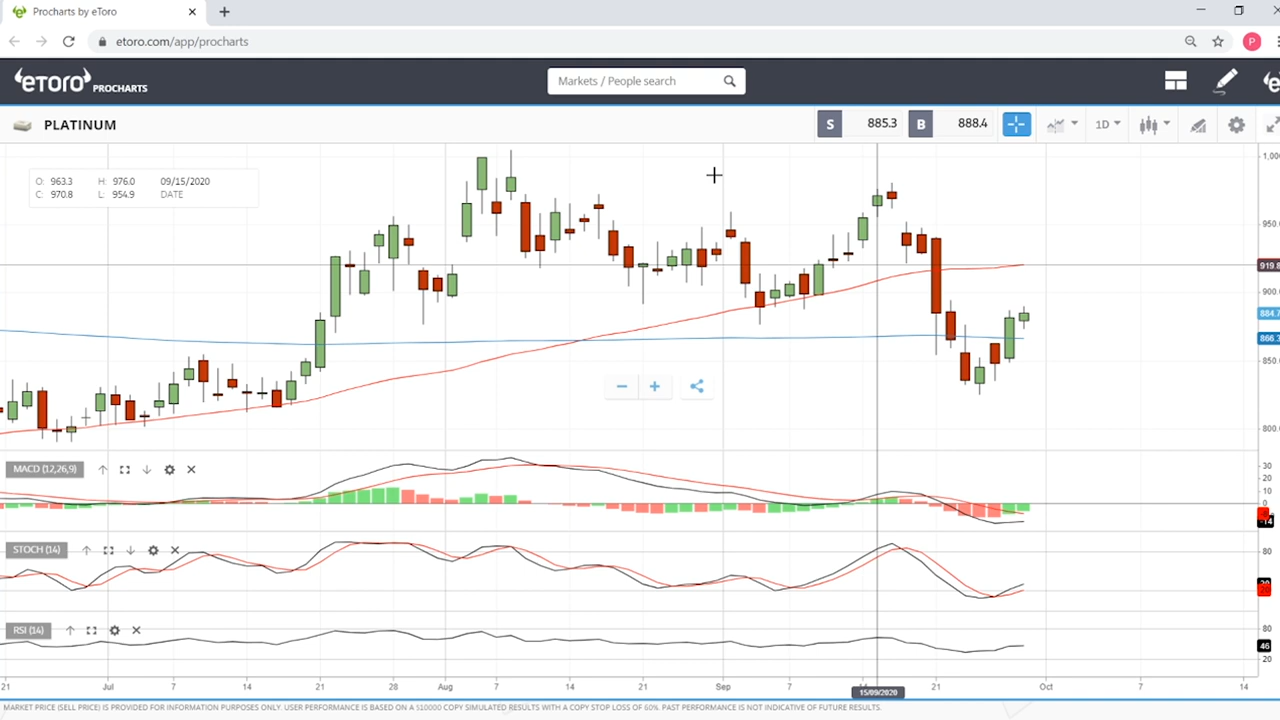 Procharts by eToro
etoro.com/app/procharts
P
eToro PROCHARTS
Markets / People search
PLATINUM
S 885.3 B 888.4
1D
O: 963.3 H: 976.0 09/15/2020
C: 970.8 L: 954.9 DATE
950.
919.8
900.
884.7
866.
850.
800.
MACD (12,26,9)
30
20
10
0
-14
STOCH (14)
80
20
RSI (14)
80
46
20
21 Jul 7 14 21 28 Aug 7 14 21 Sep 7 14 21 Oct 7 14
15/09/2020
MARKET PRICE (SELL PRICE) IS PROVIDED FOR INFORMATION PURPOSES ONLY. USER PERFORMANCE IS BASED ON A $10000 COPY SIMULATED RESULTS WITH A COPY STOP LOSS OF 60%. PAST PERFORMANCE IS NOT INDICATIVE OF FUTURE RESULTS.